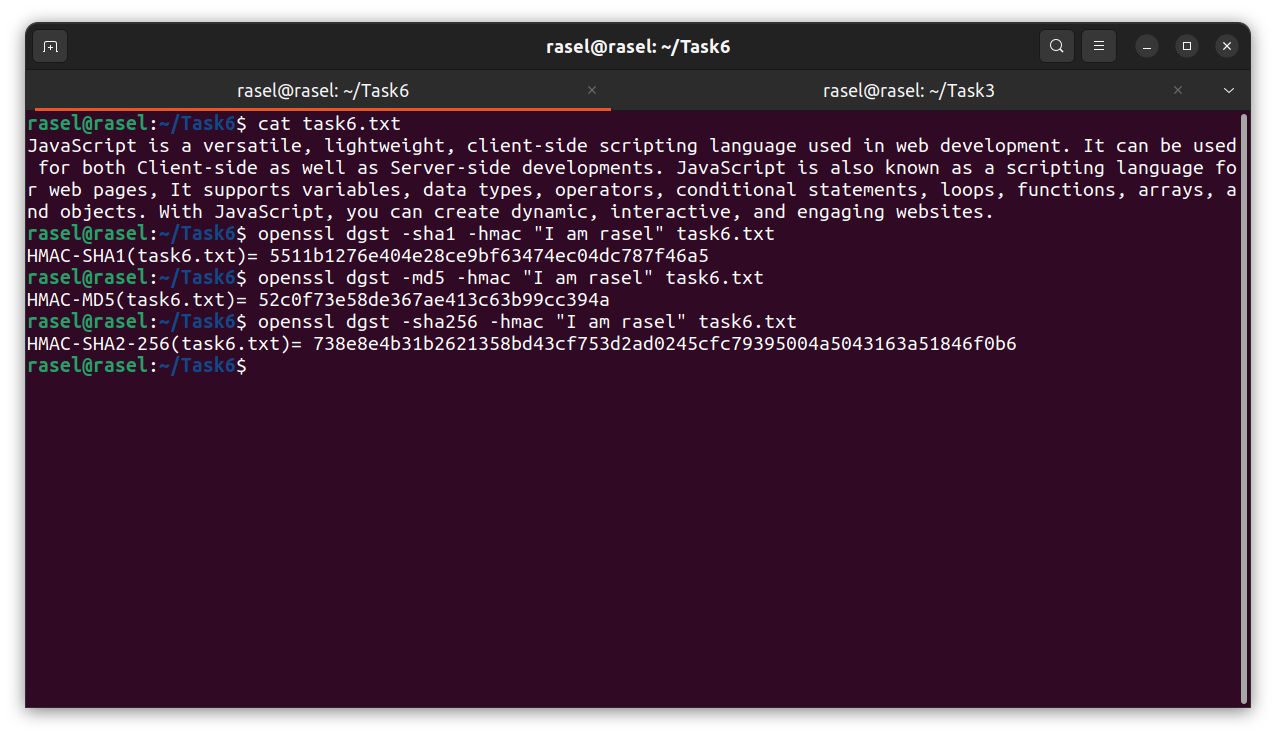 rasel@rasel: ~/Task6
rasel@rasel: ~/Task6
rasel@rasel: ~/Task3
rasel@rasel:~/Task6$ cat task6.txt
JavaScript is a versatile, lightweight, client-side scripting language used in web development. It can be used
 for both Client-side as well as Server-side developments. JavaScript is also known as a scripting language fo
r web pages, It supports variables, data types, operators, conditional statements, loops, functions, arrays, a
nd objects. With JavaScript, you can create dynamic, interactive, and engaging websites.
rasel@rasel:~/Task6$ openssl dgst -sha1 -hmac "I am rasel" task6.txt
HMAC-SHA1(task6.txt)= 5511b1276e404e28ce9bf63474ec04dc787f46a5
rasel@rasel:~/Task6$ openssl dgst -md5 -hmac "I am rasel" task6.txt
HMAC-MD5(task6.txt)= 52c0f73e58de367ae413c63b99cc394a
rasel@rasel:~/Task6$ openssl dgst -sha256 -hmac "I am rasel" task6.txt
HMAC-SHA2-256(task6.txt)= 738e8e4b31b2621358bd43cf753d2ad0245cfc79395004a5043163a51846f0b6
rasel@rasel:~/Task6$